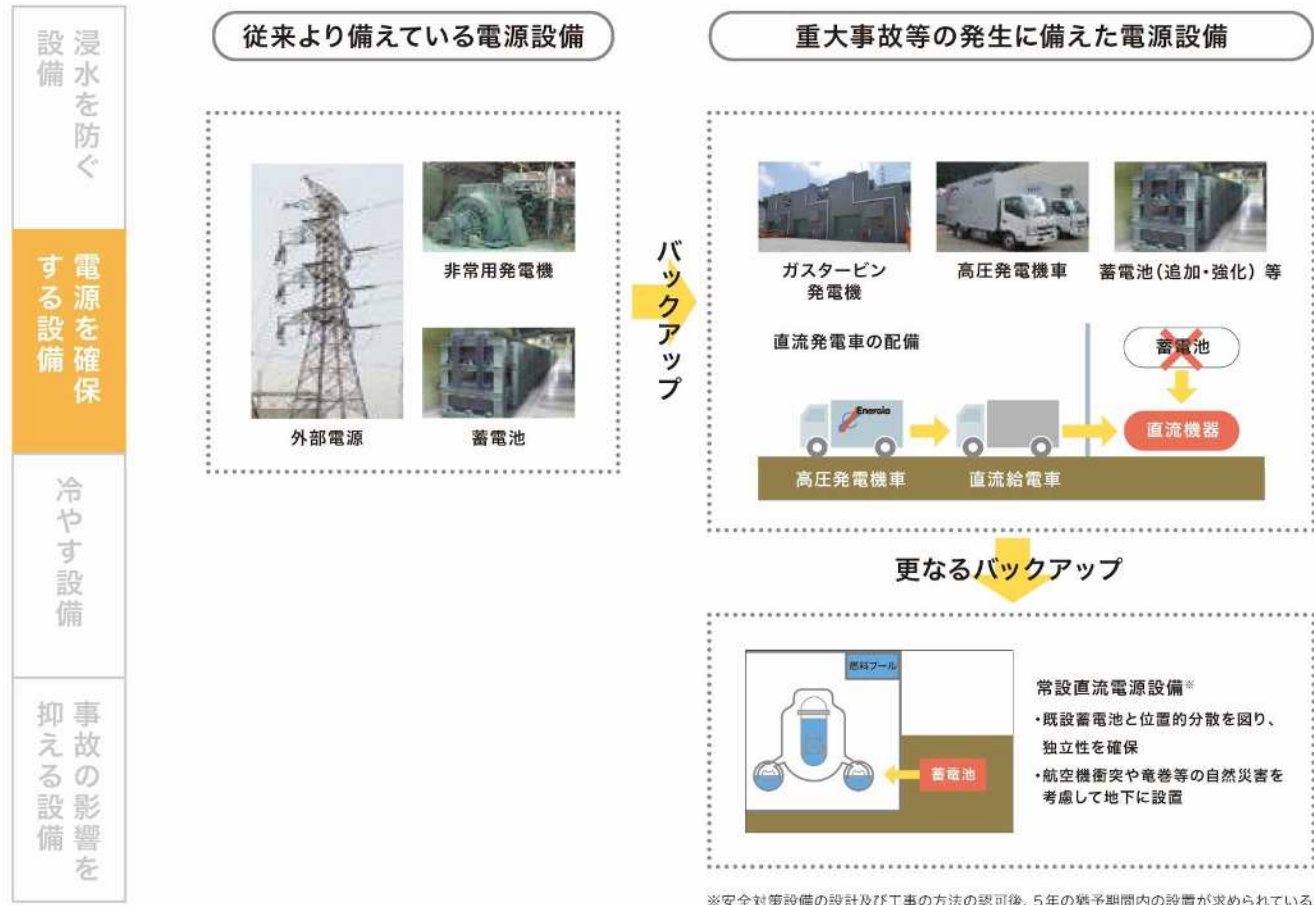 浸水を防ぐ
設備
電源を確保
する設備
冷やす設備
事故の影響を
抑える設備
従来より備えている電源設備
外部電源
非常用発電機
蓄電池
バックアップ
重大事故等の発生に備えた電源設備
ガスタービン
発電機
高圧発電機車
蓄電池(追加・強化) 等
直流発電車の配備
Energia
高圧発電機車
直流給電車
蓄電池
直流機器
更なるバックアップ
燃料プール
蓄電池
常設直流電源設備※
・既設蓄電池と位置的分散を図り、
独立性を確保
・航空機衝突や竜巻等の自然災害を
考慮して地下に設置
※安全対策設備の設計及び工事の方法の認可後、5年の猶予期間内の設置が求められている